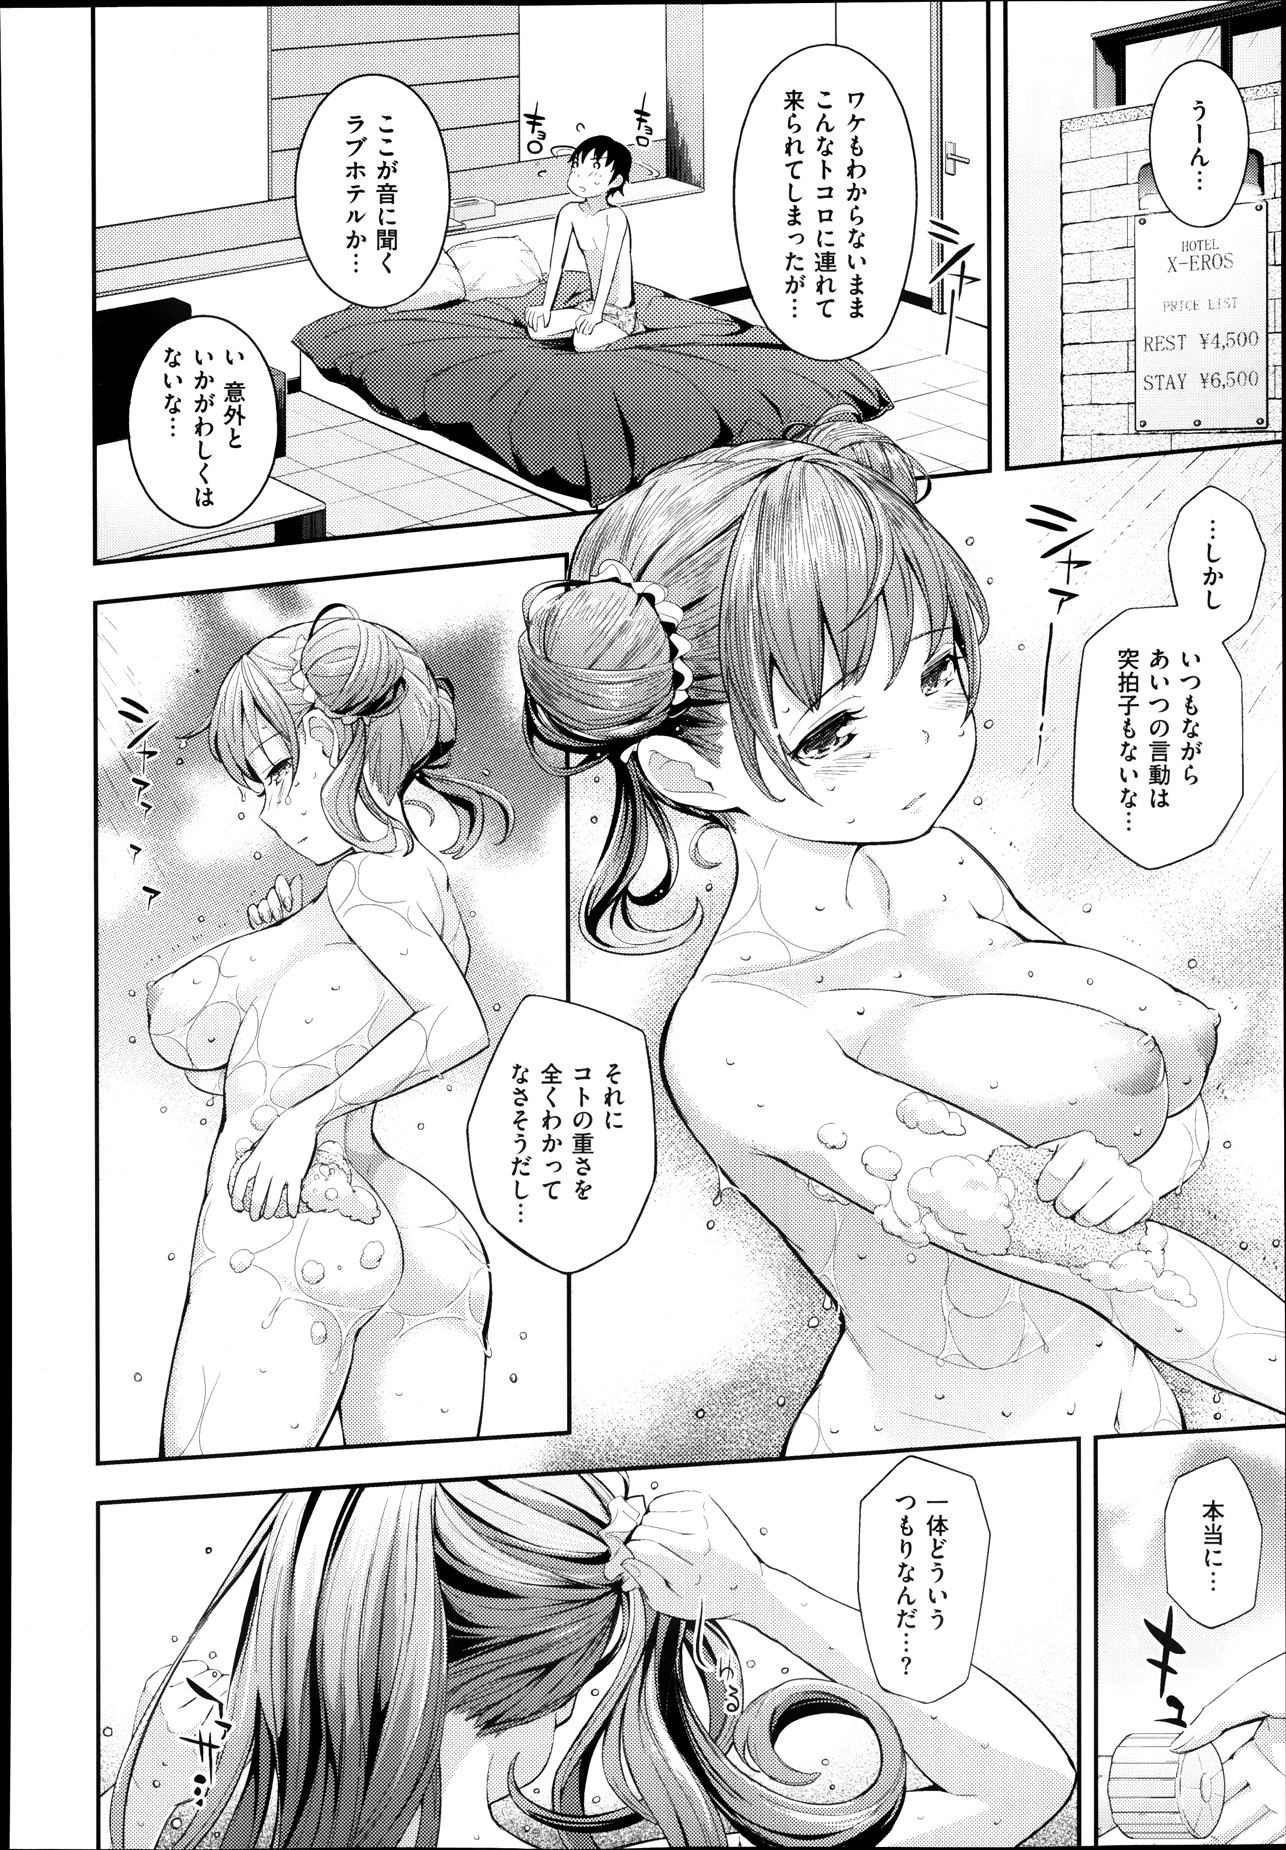 うーん…
HOTEL
X-EROS
PRICE LIST
REST ¥4,500
STAY ¥6,500
ワケもわからないまま
こんなトコロに連れて
来られてしまったが…
シャー
キョロ
キョロ
ここが音に聞く
ラブホテルか…
い 意外と
いかがわしくは
ないな…
…しかし
いつもながら
あいつの言動は
突拍子もないな…
シャアァー
それに
コトの重さを
全くわかって
なさそうだし…
シャアァァ
本当に…
キュ
一体どういう
つもりなんだ…？
しゅる
ファサ…